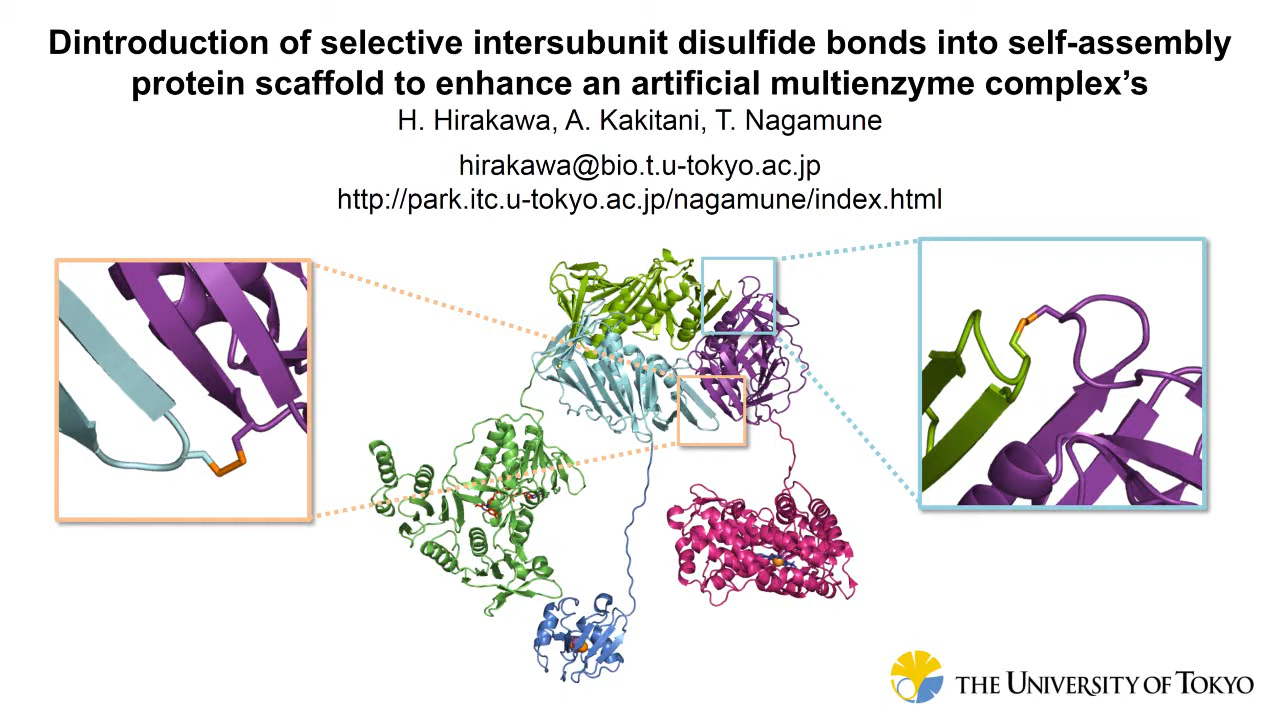 Dintroduction of selective intersubunit disulfide bonds into self-assembly
protein scaffold to enhance an artificial multienzyme complex’s
H. Hirakawa, A. Kakitani, T. Nagamune
hirakawa@bio.t.u-tokyo.ac.jp
http://park.itc.u-tokyo.ac.jp/nagamune/index.html
THE UNIVERSITY OF TOKYO